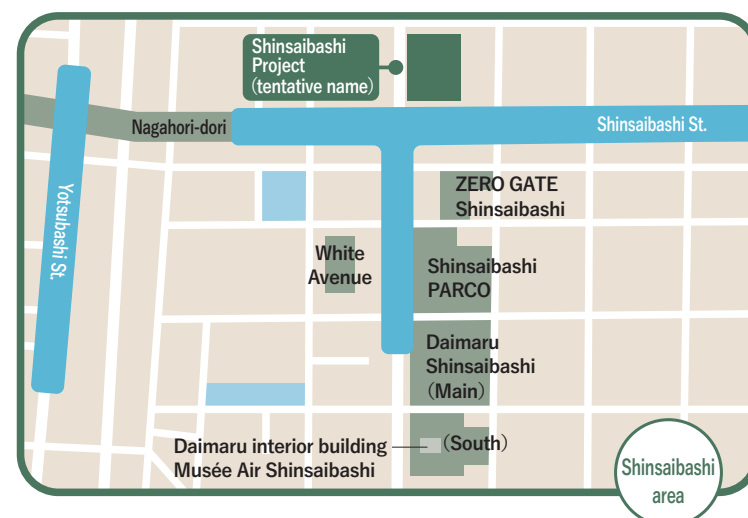 Shinsaibashi
Project
(tentative name)
Nagahori-dori
Shinsaibashi St.
Yotsubashi St.
ZERO GATE
Shinsaibashi
White
Avenue
Shinsaibashi
PARCO
Daimaru
Shinsaibashi
(Main)
Daimaru interior building
Musée Air Shinsaibashi
(South)
Shinsaibashi
area